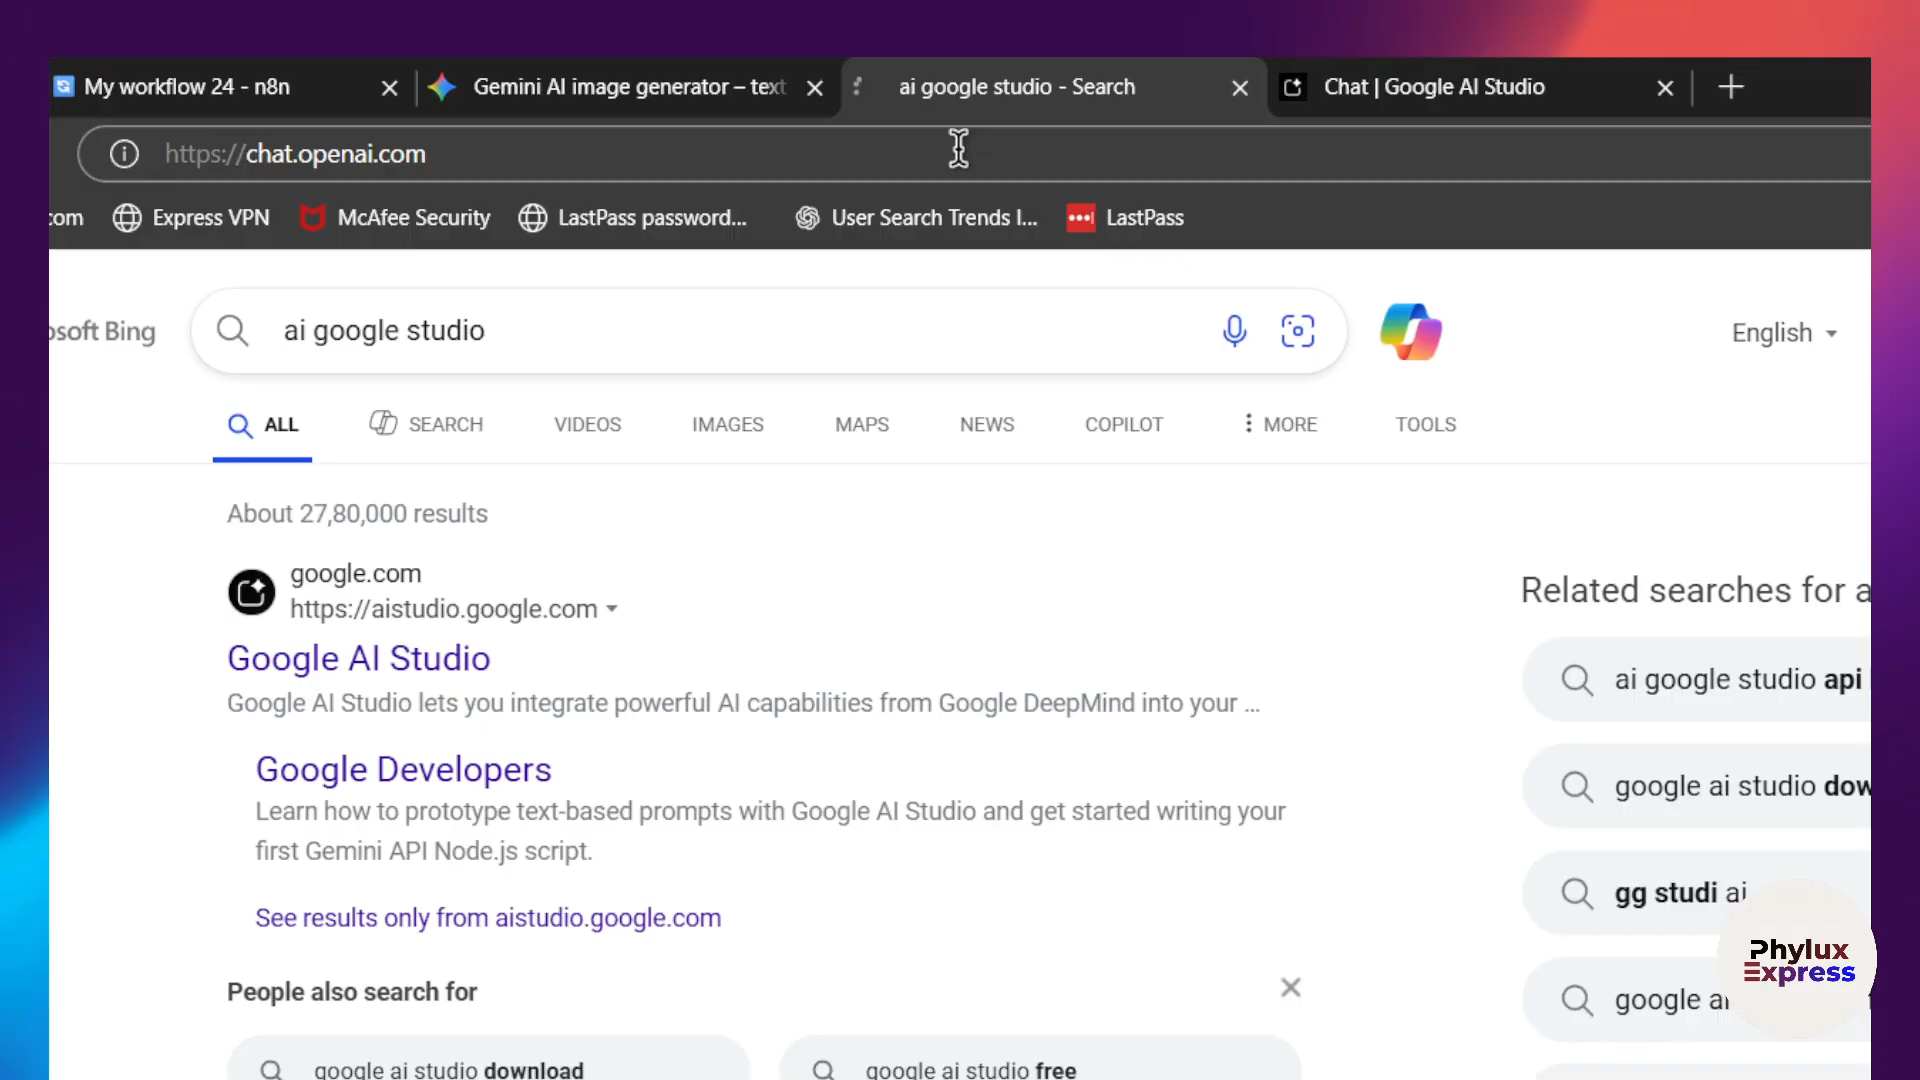 My workflow 24 - n8n
Gemini AI image generator – text
ai google studio - Search
Chat | Google AI Studio
https://chat.openai.com
com
Express VPN
McAfee Security
LastPass password...
User Search Trends I...
LastPass
osoft Bing
ai google studio
English
ALL
SEARCH
VIDEOS
IMAGES
MAPS
NEWS
COPILOT
MORE
TOOLS
About 27,80,000 results
google.com
https://aistudio.google.com
Google AI Studio
Google AI Studio lets you integrate powerful AI capabilities from Google DeepMind into your ...
Google Developers
Learn how to prototype text-based prompts with Google AI Studio and get started writing your
first Gemini API Node.js script.
See results only from aistudio.google.com
People also search for
google ai studio download
google ai studio free
Related searches for a
ai google studio api
google ai studio dow
gg studi ai
google ai
Phylux
Express